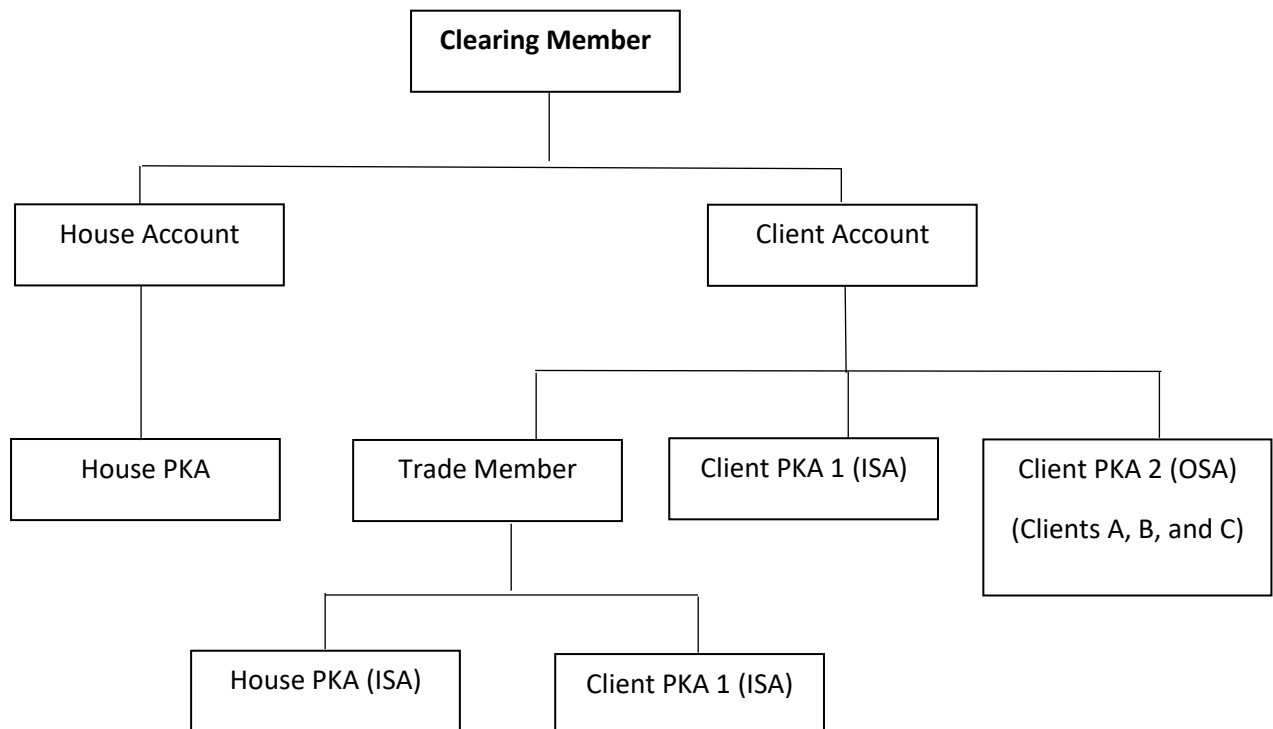 Clearing Member
House Account
Client Account
House PKA
Trade Member
Client PKA 1 (ISA)
Client PKA 2 (OSA)
(Clients A, B, and C)
House PKA (ISA)
Client PKA 1 (ISA)